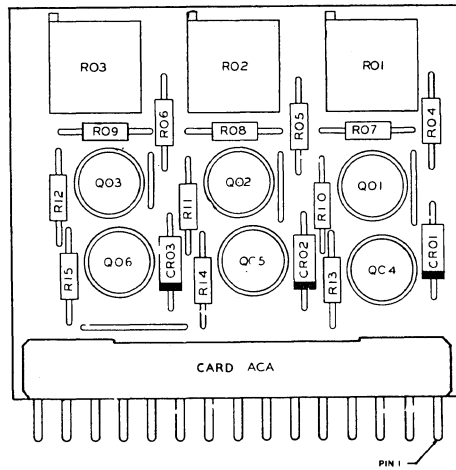 RO3 RO2 RO1
RO6 RO5 RO4
RO9 RO8 RO7
R12 QO3 R11 QO2 R10 QO1
R15 QO6 CRO3 R14 QC5 CRO2 R13 QC4 CRO1
CARD ACA
PIN 1